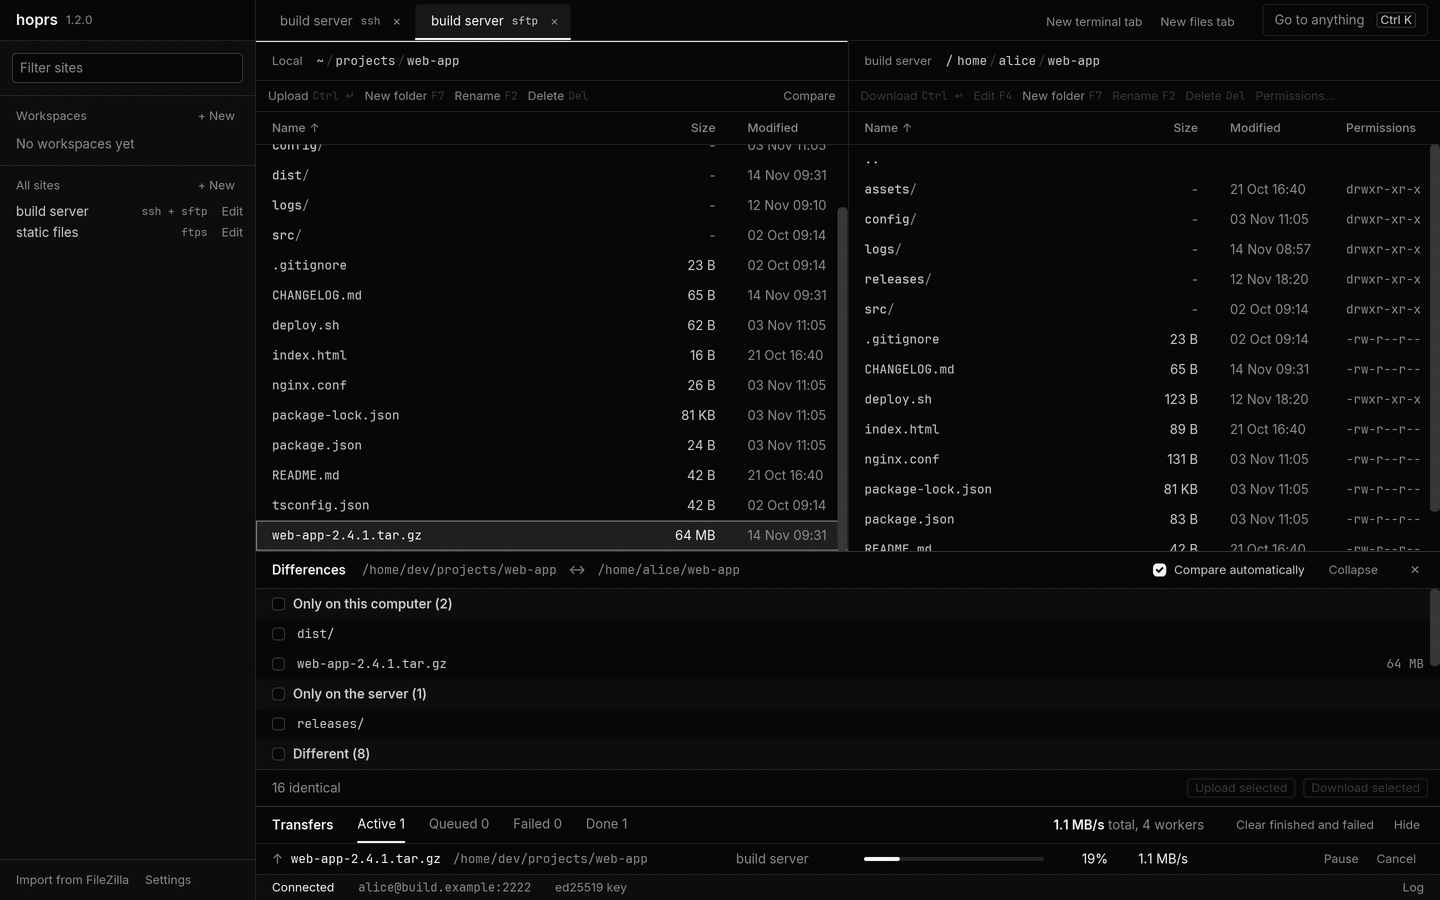 hoprs 1.2.0
build server ssh ×
build server sftp ×
New terminal tab New files tab Go to anything Ctrl K
Filter sites
Workspaces + New
No workspaces yet
All sites + New
build server ssh + sftp Edit
static files ftps Edit
Import from FileZilla Settings
Local ~ / projects / web-app
Upload Ctrl ↵ New folder F7 Rename F2 Delete Del Compare
Name ↑ Size Modified
config/ - 03 Nov 11:05
dist/ - 14 Nov 09:31
logs/ - 12 Nov 09:10
src/ - 02 Oct 09:14
.gitignore 23 B 02 Oct 09:14
CHANGELOG.md 65 B 14 Nov 09:31
deploy.sh 62 B 03 Nov 11:05
index.html 16 B 21 Oct 16:40
nginx.conf 26 B 03 Nov 11:05
package-lock.json 81 KB 03 Nov 11:05
package.json 24 B 03 Nov 11:05
README.md 42 B 21 Oct 16:40
tsconfig.json 42 B 02 Oct 09:14
web-app-2.4.1.tar.gz 64 MB 14 Nov 09:31
build server / home / alice / web-app
Download Ctrl ↵ Edit F4 New folder F7 Rename F2 Delete Del Permissions...
Name ↑ Size Modified Permissions
..
assets/ - 21 Oct 16:40 drwxr-xr-x
config/ - 03 Nov 11:05 drwxr-xr-x
logs/ - 14 Nov 08:57 drwxr-xr-x
releases/ - 12 Nov 18:20 drwxr-xr-x
src/ - 02 Oct 09:14 drwxr-xr-x
.gitignore 23 B 02 Oct 09:14 -rw-r--r--
CHANGELOG.md 65 B 14 Nov 09:31 -rw-r--r--
deploy.sh 123 B 12 Nov 18:20 -rwxr-xr-x
index.html 89 B 21 Oct 16:40 -rw-r--r--
nginx.conf 131 B 03 Nov 11:05 -rw-r--r--
package-lock.json 81 KB 03 Nov 11:05 -rw-r--r--
package.json 83 B 03 Nov 11:05 -rw-r--r--
README.md 42 B 21 Oct 16:40 -rw-r--r--
Differences /home/dev/projects/web-app ↔ /home/alice/web-app Compare automatically Collapse ×
Only on this computer (2)
dist/
web-app-2.4.1.tar.gz 64 MB
Only on the server (1)
releases/
Different (8)
16 identical Upload selected Download selected
Transfers Active 1 Queued 0 Failed 0 Done 1 1.1 MB/s total, 4 workers Clear finished and failed Hide
↑ web-app-2.4.1.tar.gz /home/dev/projects/web-app build server 19% 1.1 MB/s Pause Cancel
Connected alice@build.example:2222 ed25519 key Log